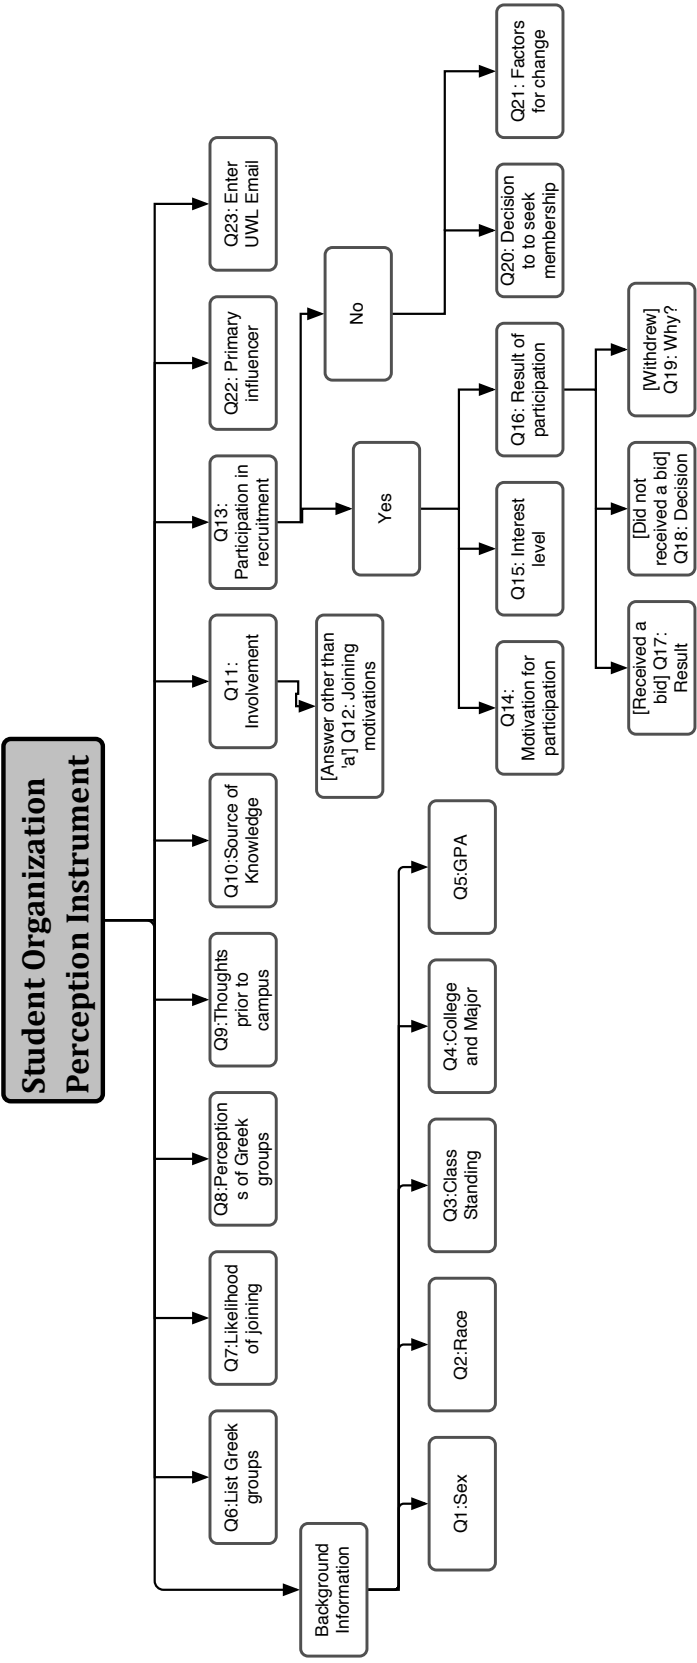 Student Organization
Perception Instrument
Q6:List Greek
groups
Q7:Likelihood
of joining
Q8:Perception
s of Greek
groups
Q9:Thoughts
prior to
campus
Q10:Source of
Knowledge
Q11:
Involvement
Q13:
Participation in
recruitment
Q22: Primary
influencer
Q23: Enter
UWL Email
Background
Information
[Answer other than
'a'] Q12: Joining
motivations
Yes
No
Q1:Sex
Q2:Race
Q3:Class
Standing
Q4:College
and Major
Q5:GPA
Q14:
Motivation for
participation
Q15: Interest
level
Q16: Result of
participation
Q20: Decision
to to seek
membership
Q21: Factors
for change
[Received a
bid] Q17:
Result
[Did not
received a bid]
Q18: Decision
[Withdrew]
Q19: Why?